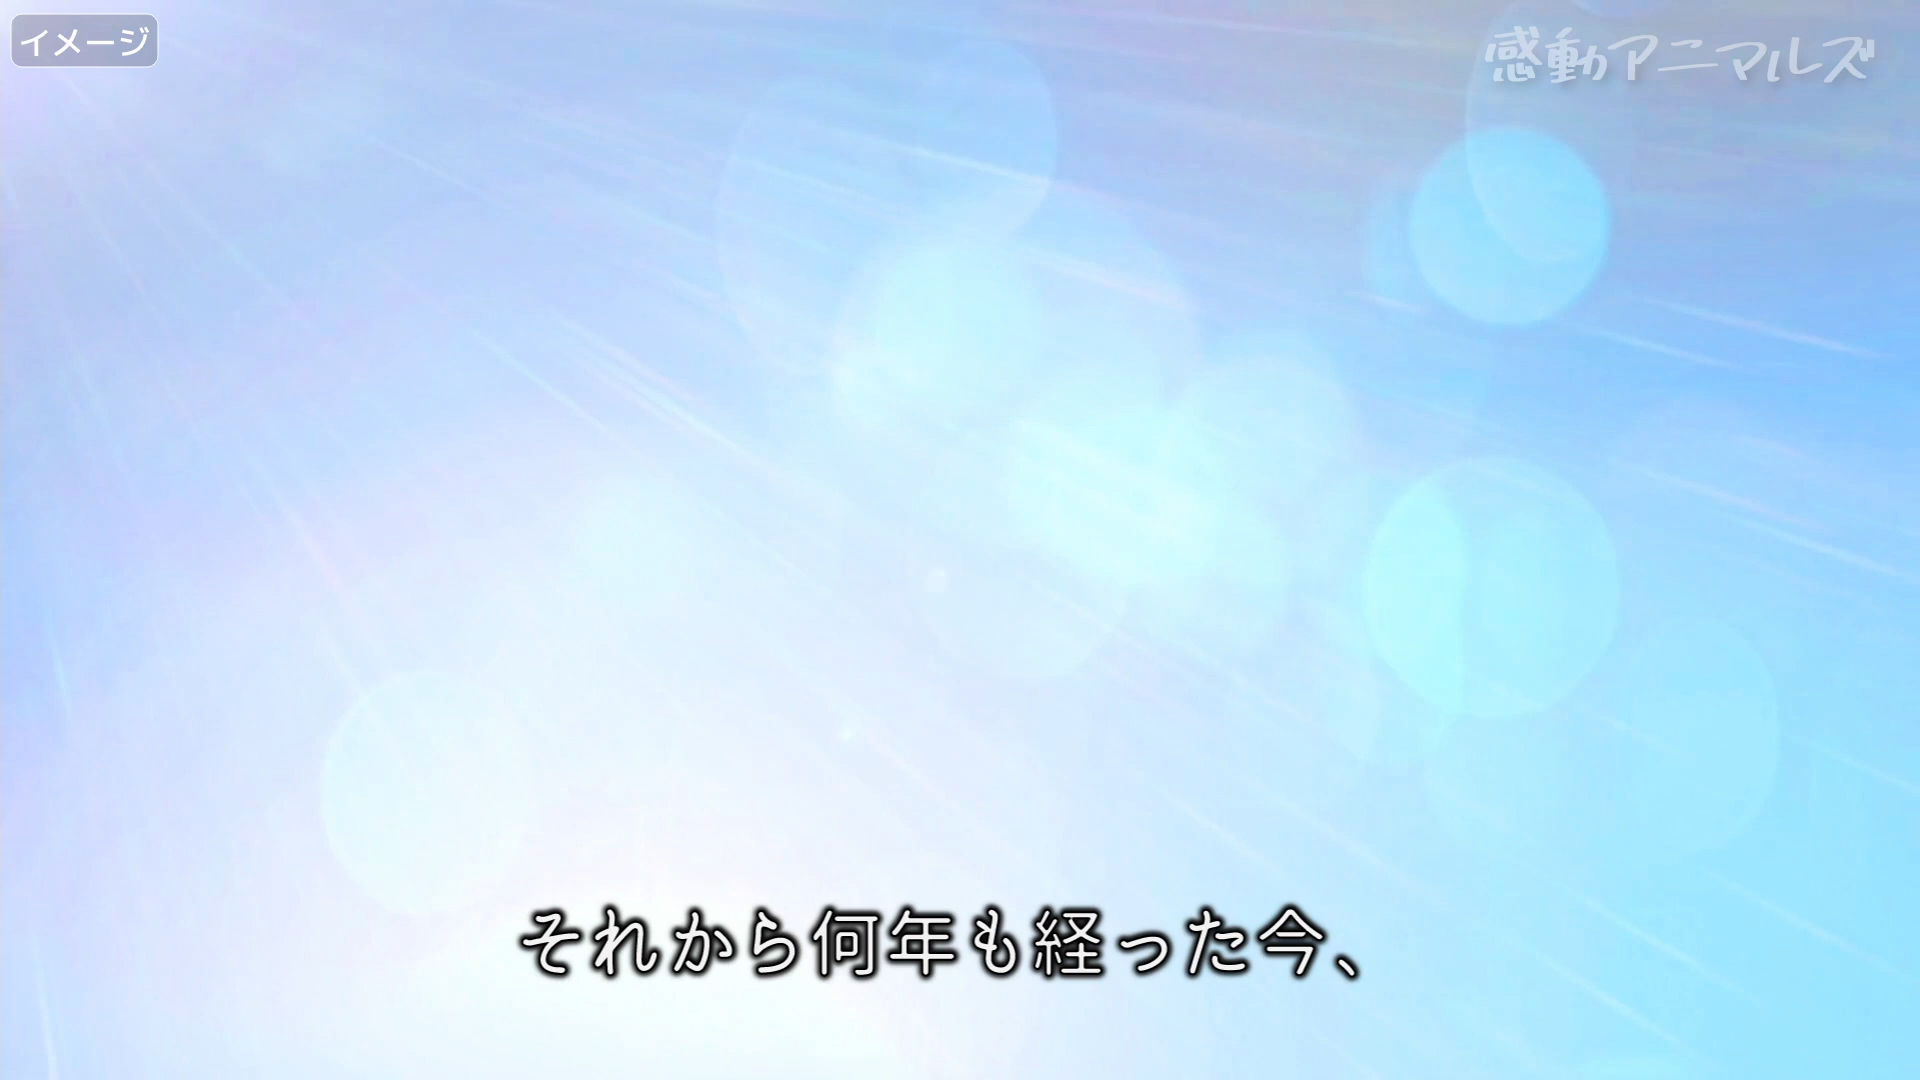 イメージ
感動アニマルズ
それから何年も経った今、